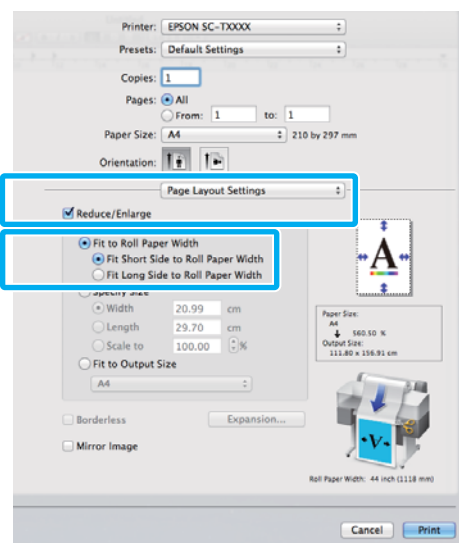 Printer: EPSON SC-TXXXX
Presets: Default Settings
Copies: 1
Pages: All
From: 1 to: 1
Paper Size: A4 210 by 297 mm
Orientation:
Page Layout Settings
Reduce/Enlarge
Fit to Roll Paper Width
Fit Short Side to Roll Paper Width
Fit Long Side to Roll Paper Width
Specify Size
Width 20.99 cm
Length 29.70 cm
Scale to 100.00 %
Fit to Output Size
A4
Borderless Expansion...
Mirror Image
A
Paper Size:
A4
560.50 %
Output Size:
111.80 x 156.91 cm
A
Roll Paper Width: 44 inch (1118 mm)
Cancel Print